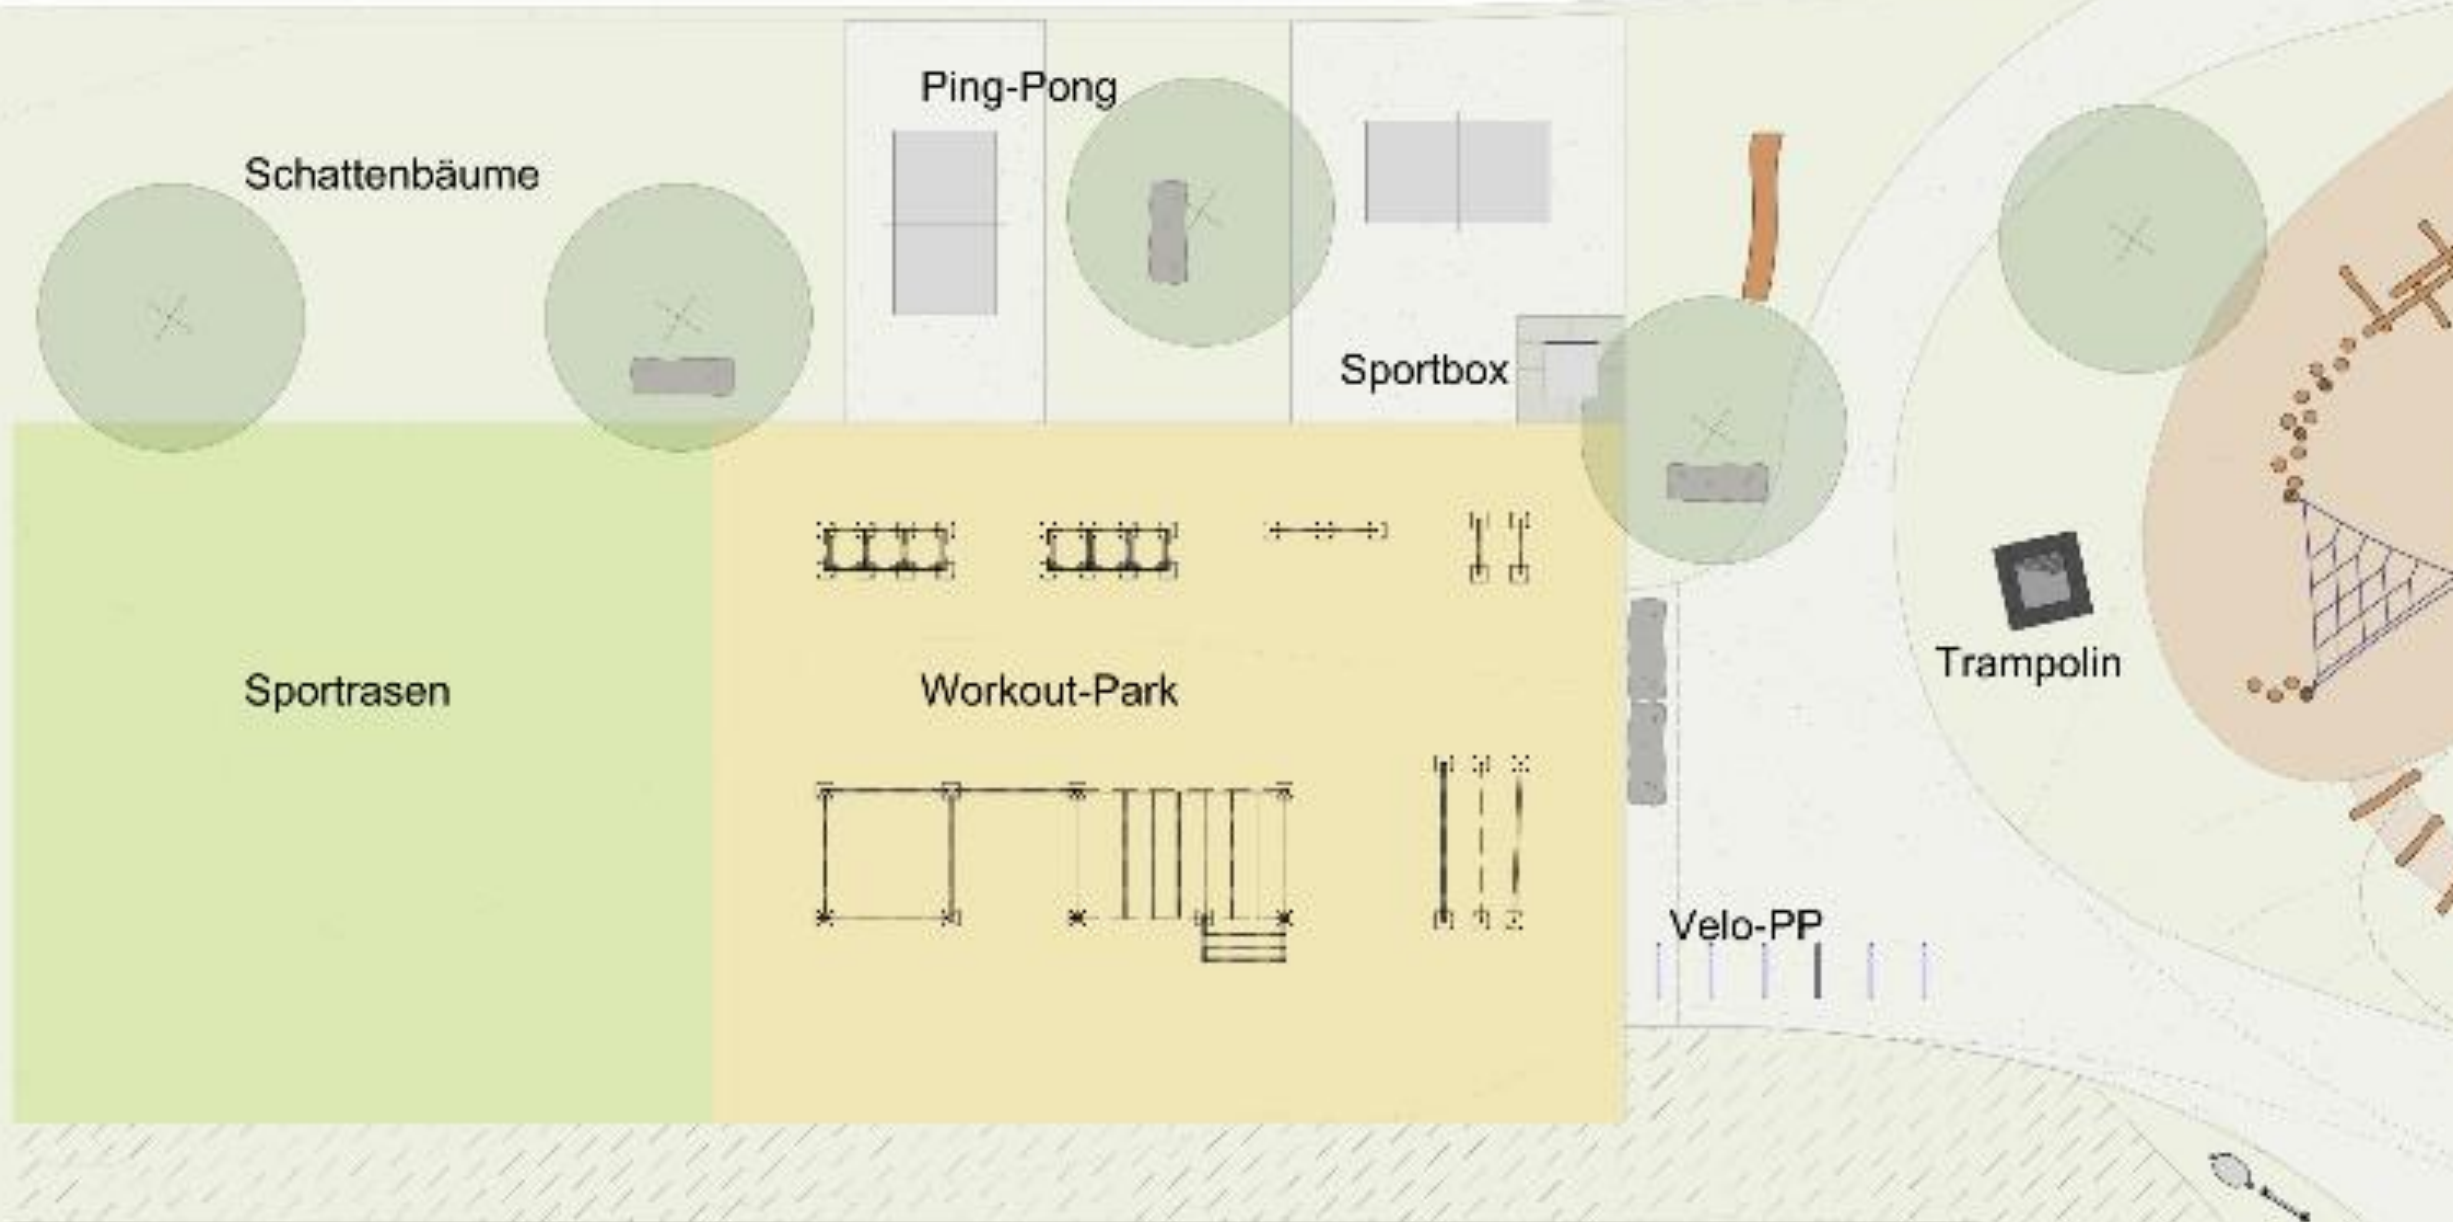 Ping-Pong
Schattenbäume
Sportbox
Sportrasen
Workout-Park
Trampolin
Velo-PP